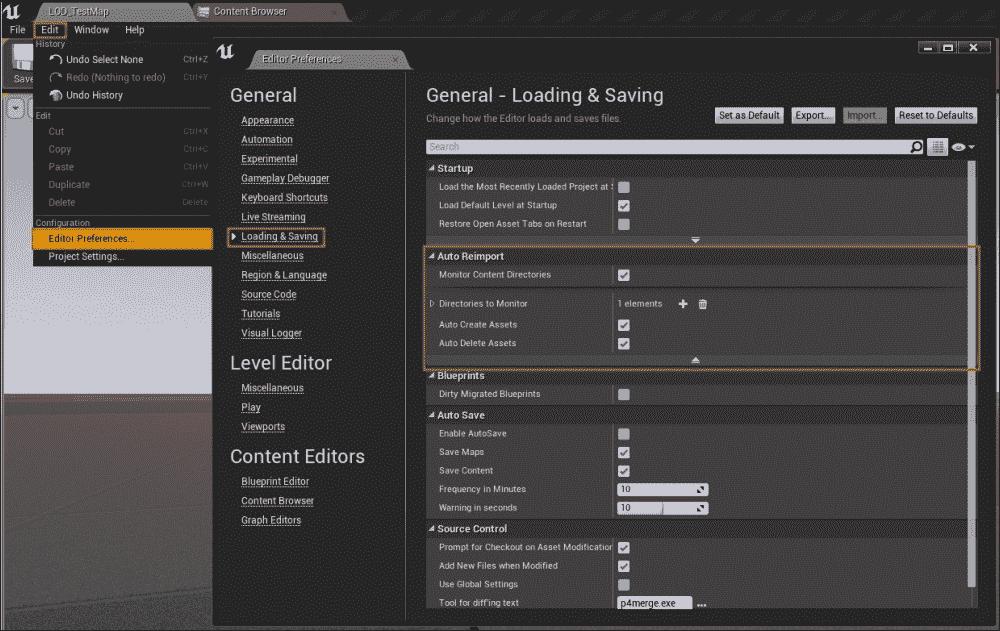 LOD_TestMap
Content Browser
File Edit Window Help
History
Undo Select None Ctrl+Z
Redo (Nothing to redo) Ctrl+Y
Undo History
Edit
Cut Ctrl+X
Copy Ctrl+C
Paste Ctrl+V
Duplicate Ctrl+W
Delete Delete
Configuration
Editor Preferences...
Project Settings...
Save
Editor Preferences
General
Appearance
Automation
Experimental
Gameplay Debugger
Keyboard Shortcuts
Live Streaming
Loading & Saving
Miscellaneous
Region & Language
Source Code
Tutorials
Visual Logger
Level Editor
Miscellaneous
Play
Viewports
Content Editors
Blueprint Editor
Content Browser
Graph Editors
General - Loading & Saving
Change how the Editor loads and saves files.
Set as Default Export... Import... Reset to Defaults
Search
Startup
Load the Most Recently Loaded Project at S
Load Default Level at Startup
Restore Open Asset Tabs on Restart
Auto Reimport
Monitor Content Directories
Directories to Monitor 1 elements
Auto Create Assets
Auto Delete Assets
Blueprints
Dirty Migrated Blueprints
Auto Save
Enable AutoSave
Save Maps
Save Content
Frequency in Minutes 10
Warning in seconds 10
Source Control
Prompt for Checkout on Asset Modification
Add New Files when Modified
Use Global Settings
Tool for diff'ing text p4merge.exe ...